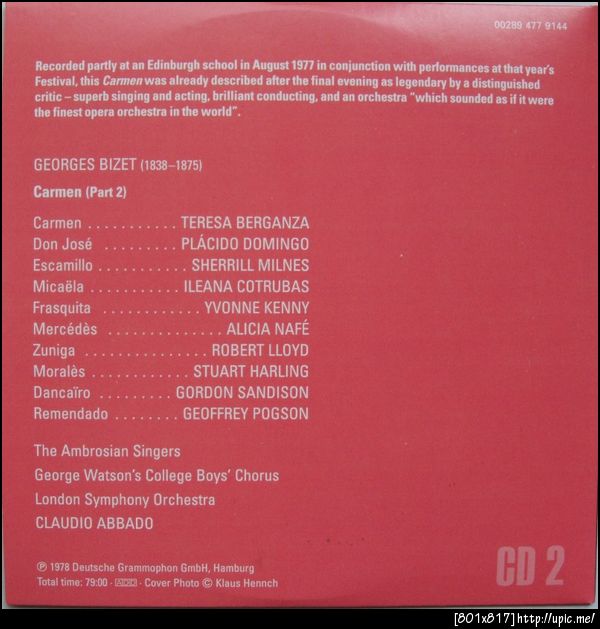 00289 477 9144
Recorded partly at an Edinburgh school in August 1977 in conjunction with performances at that year's
Festival, this Carmen was already described after the final evening as legendary by a distinguished
critic – superb singing and acting, brilliant conducting, and an orchestra "which sounded as if it were
the finest opera orchestra in the world".
GEORGES BIZET (1838–1875)
Carmen (Part 2)
Carmen . . . . . . . . . . . TERESA BERGANZA
Don José . . . . . . . . . PLÁCIDO DOMINGO
Escamillo . . . . . . . . . . . SHERRILL MILNES
Micaëla . . . . . . . . . . . ILEANA COTRUBAS
Frasquita . . . . . . . . . . . . YVONNE KENNY
Mercédès . . . . . . . . . . . . . . ALICIA NAFÉ
Zuniga . . . . . . . . . . . . . . . ROBERT LLOYD
Moralès . . . . . . . . . . . . STUART HARLING
Dancaïro . . . . . . . . . GORDON SANDISON
Remendado . . . . . . . . GEOFFREY POGSON
The Ambrosian Singers
George Watson's College Boys' Chorus
London Symphony Orchestra
CLAUDIO ABBADO
℗ 1978 Deutsche Grammophon GmbH, Hamburg
Total time: 79:00 · ADD · Cover Photo © Klaus Hennch
CD 2
[801x817]http://upic.me/